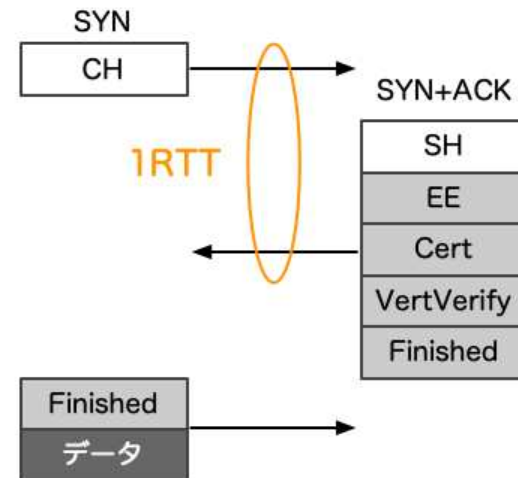 SYN
CH
1RTT
SYN+ACK
SH
EE
Cert
VertVerify
Finished
Finished
データ